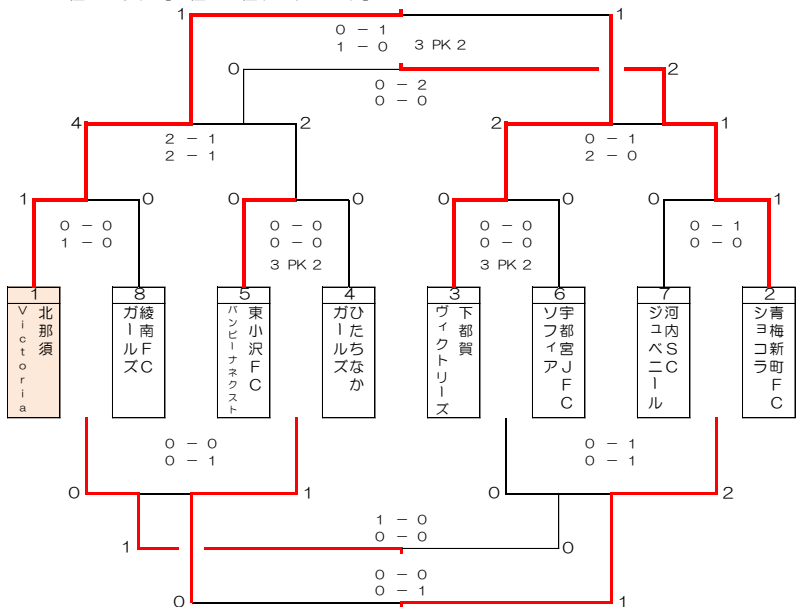 1
1
0 － 1
1 － 0
3 PK 2
0
2
0 － 2
0 － 0
4
2
2
1
2 － 1
2 － 1
0 － 1
2 － 0
1
0
0
0
0
0
0
1
0 － 0
1 － 0
0 － 0
0 － 0
3 PK 2
0 － 0
0 － 0
3 PK 2
0 － 1
0 － 0
1
北那須
Victoria
8
綾南FC
ガールズ
5
東小沢FC
バンビーナネクスト
4
ひたちなか
ガールズ
3
下都賀
ヴィクトリーズ
6
宇都宮JFC
ソフィア
7
河内SC
ジュベニール
2
青梅新町FC
ショコラ
0 － 0
0 － 1
0 － 1
0 － 1
0
1
0
2
1 － 0
0 － 0
1
0
0 － 0
0 － 1
0
1